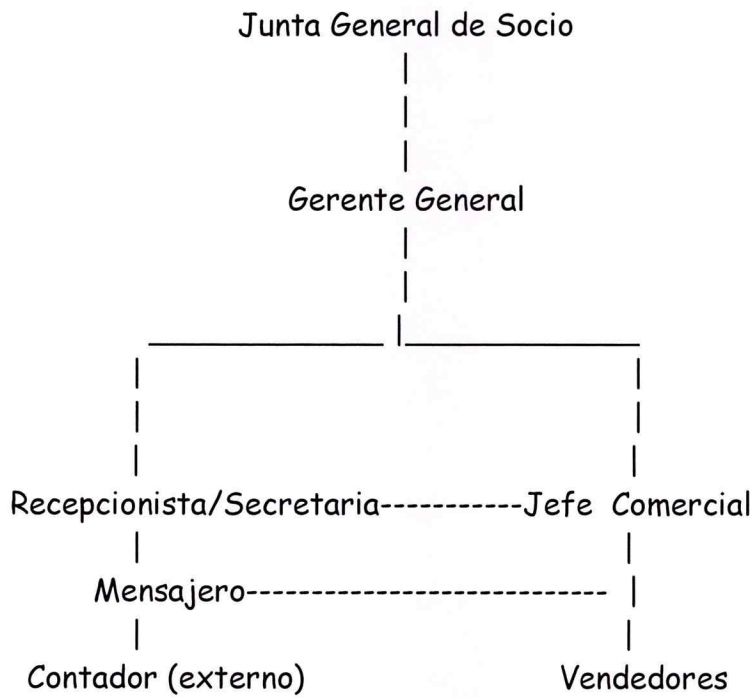 Junta General de Socio
Gerente General
Recepcionista/Secretaria-----------Jefe Comercial
Mensajero----------------------------
Contador (externo) Vendedores